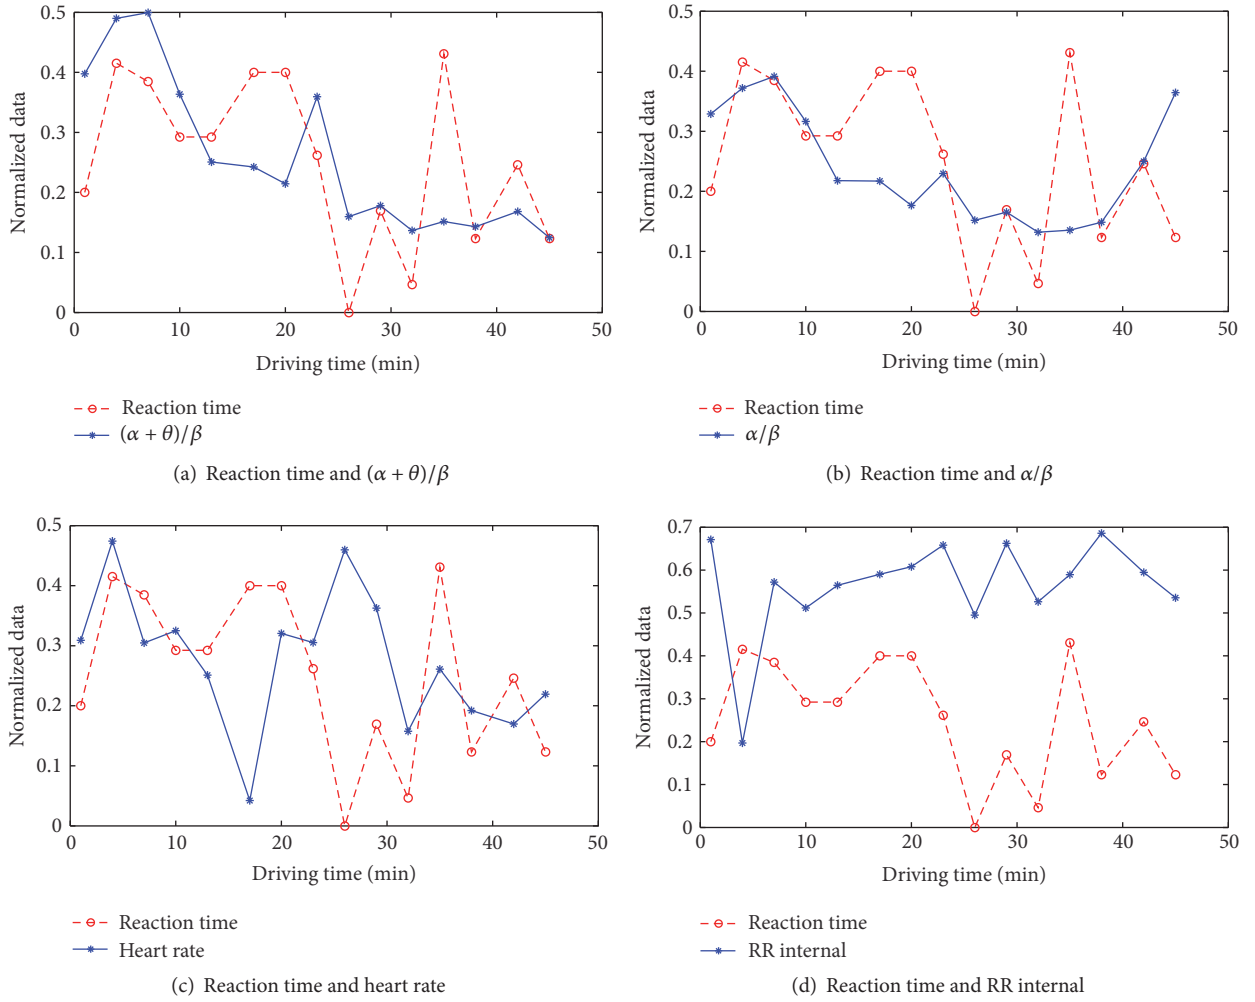 0.5
0.4
0.3
0.2
0.1
0
Normalized data
0 10 20 30 40 50
Driving time (min)
Reaction time
(α + θ)/β
(a) Reaction time and (α + θ)/β
0.5
0.4
0.3
0.2
0.1
0
Normalized data
0 10 20 30 40 50
Driving time (min)
Reaction time
α/β
(b) Reaction time and α/β
0.5
0.4
0.3
0.2
0.1
0
Normalized data
0 10 20 30 40 50
Driving time (min)
Reaction time
Heart rate
(c) Reaction time and heart rate
0.7
0.6
0.5
0.4
0.3
0.2
0.1
0
Normalized data
0 10 20 30 40 50
Driving time (min)
Reaction time
RR internal
(d) Reaction time and RR internal